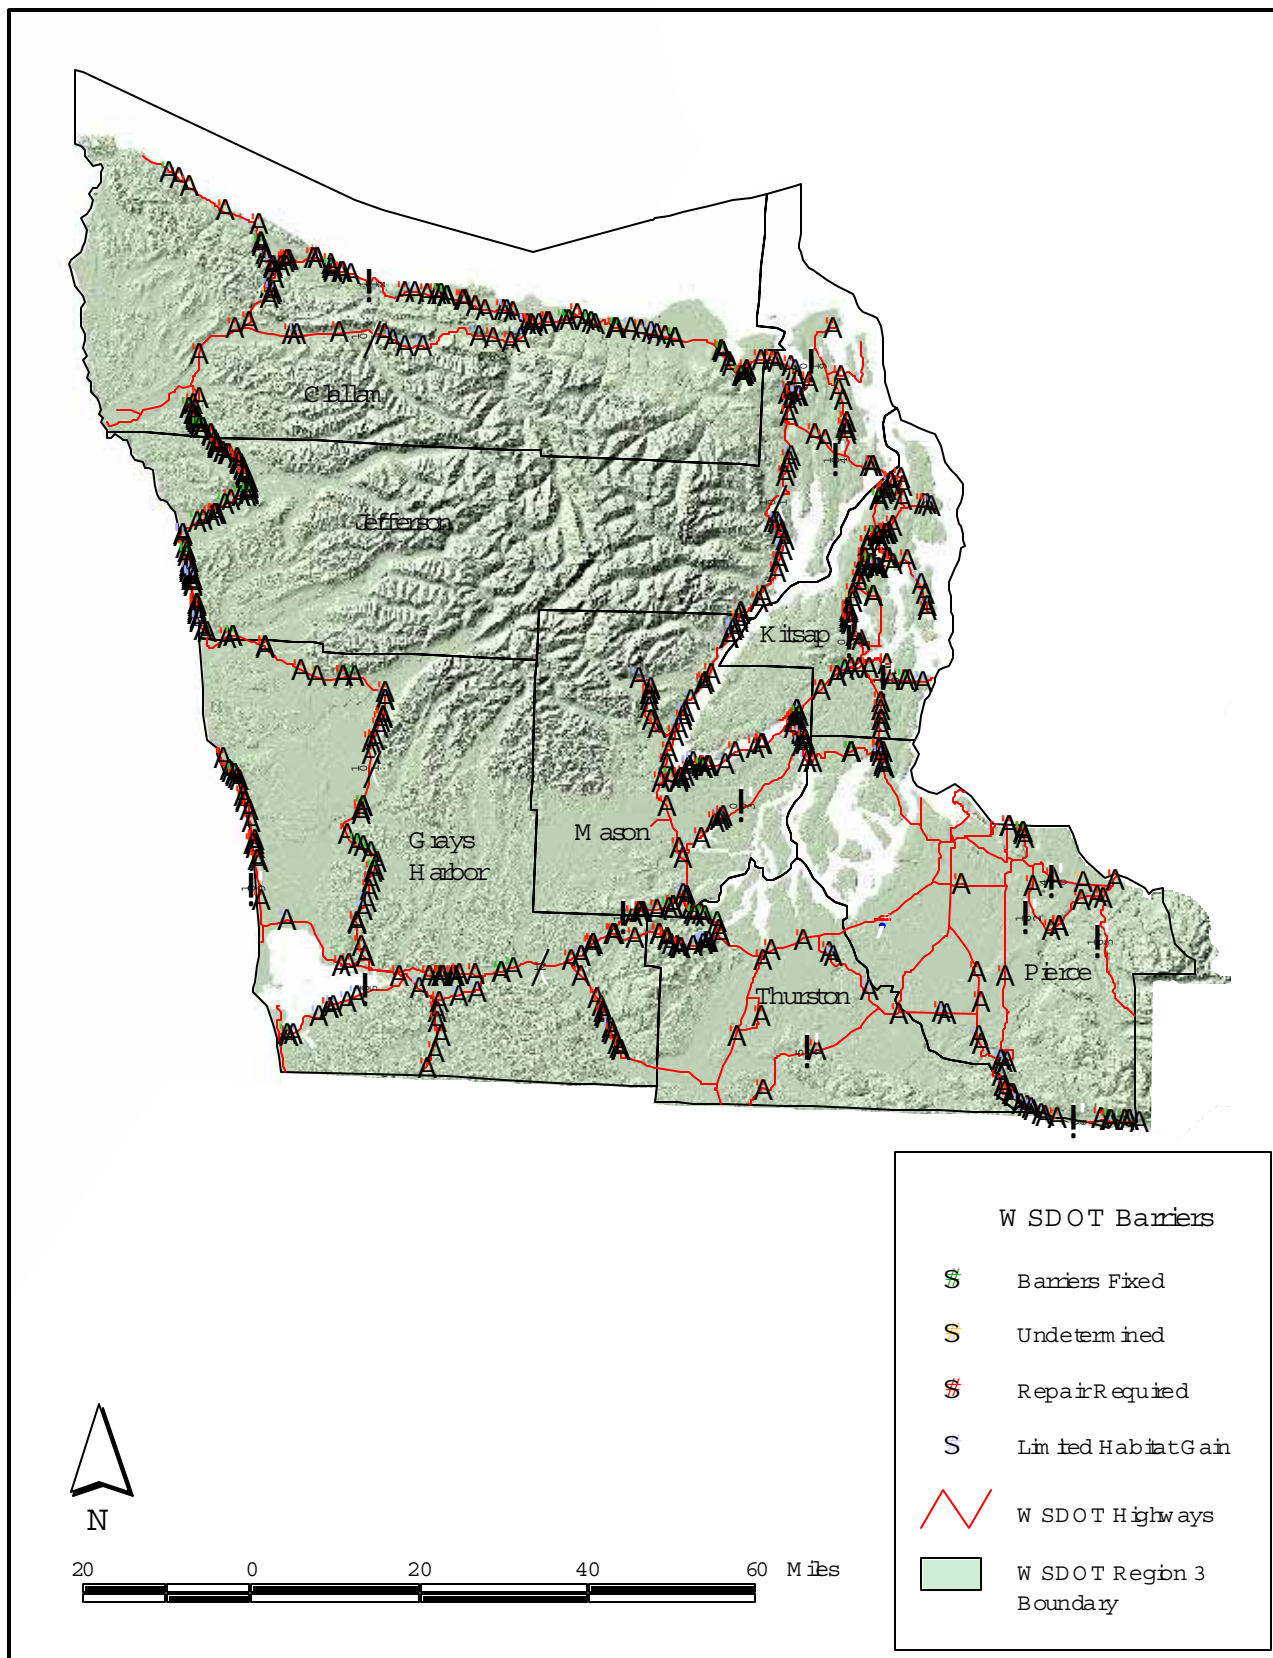 Clallam
Jefferson
Kitsap
Mason
Grays
Harbor
Thurston
Pierce
WSDOT Barriers
S Barriers Fixed
S Undetermined
S Repair Required
S Limited Habitat Gain
WSDOT Highways
WSDOT Region 3
Boundary
N
20 0 20 40 60 Miles